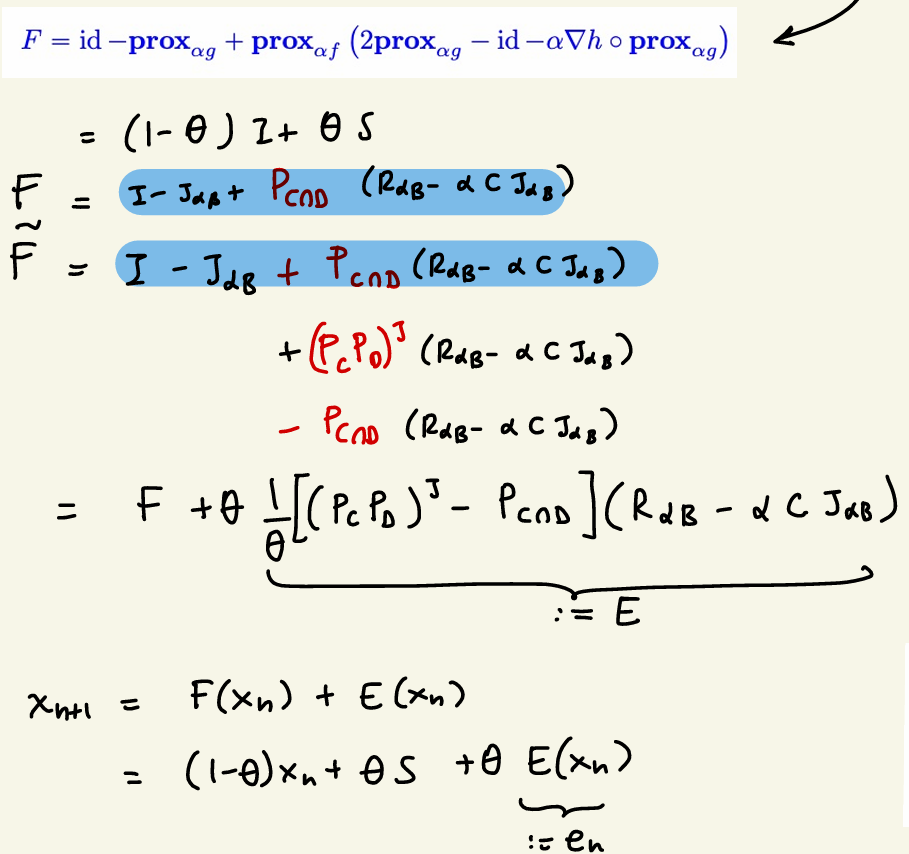 F = id −prox_{αg} + prox_{αf} (2prox_{αg} − id −α∇h ∘ prox_{αg})
= (1-θ) I + θ S
F = I - J_{αB} + P_{C∩D} (R_{αB} - α C J_{αB})
F̃ = I - J_{αB} + P_{C∩D} (R_{αB} - α C J_{αB})
+ (P_C P_D)^J (R_{αB} - α C J_{αB})
- P_{C∩D} (R_{αB} - α C J_{αB})
= F + θ 1/θ [(P_C P_D)^J - P_{C∩D}] (R_{αB} - α C J_{αB})
:= E
x_{n+1} = F(x_n) + E(x_n)
= (1-θ)x_n + θ S + θ E(x_n)
:= e_n